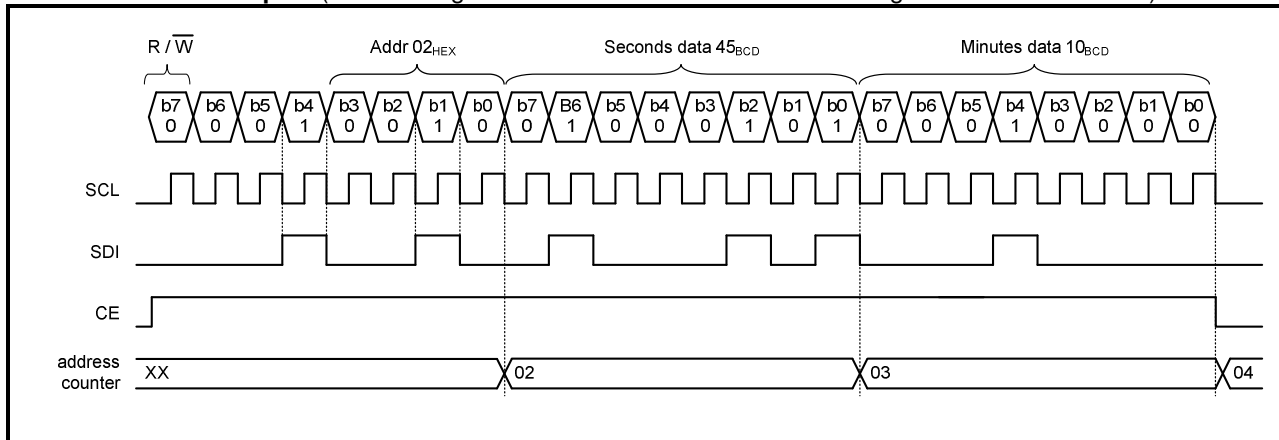 R / W Addr 02HEX Seconds data 45BCD Minutes data 10BCD
b7 b6 b5 b4 b3 b2 b1 b0 b7 B6 b5 b4 b3 b2 b1 b0 b7 b6 b5 b4 b3 b2 b1 b0
0 0 0 1 0 0 1 0 0 1 0 0 0 1 0 1 0 0 0 1 0 0 0 0
SCL
SDI
CE
address
counter
XX 02 03 04